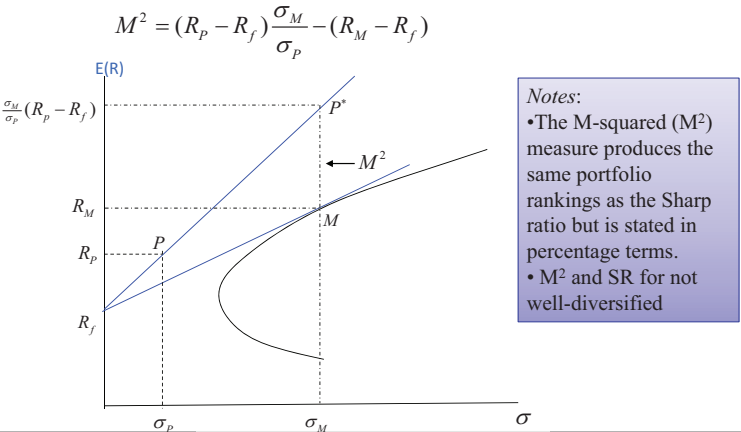 M² = (R_P − R_f) σ_M/σ_P − (R_M − R_f)
E(R)
σ_M/σ_P (R_p − R_f)
P*
M²
R_M
M
P
R_P
R_f
σ_P
σ_M
σ
Notes:
•The M-squared (M²)
measure produces the
same portfolio
rankings as the Sharp
ratio but is stated in
percentage terms.
• M² and SR for not
well-diversified